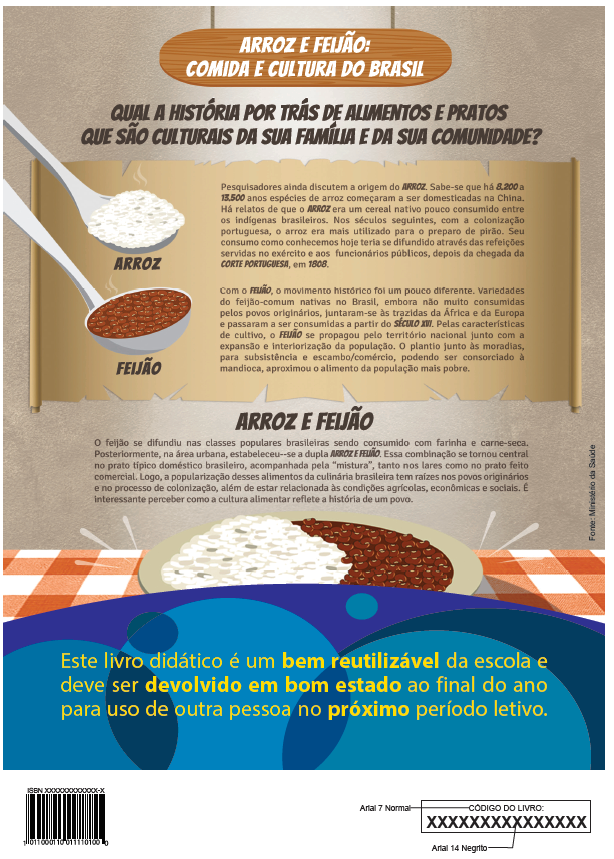 ARROZ E FEIJÃO:
COMIDA E CULTURA DO BRASIL
QUAL A HISTÓRIA POR TRÁS DE ALIMENTOS E PRATOS
QUE SÃO CULTURAIS DA SUA FAMÍLIA E DA SUA COMUNIDADE?
Pesquisadores ainda discutem a origem do ARROZ. Sabe-se que há 8.200 a
13.500 anos espécies de arroz começaram a ser domesticadas na China.
Há relatos de que o ARROZ era um cereal nativo pouco consumido entre
os indígenas brasileiros. Nos séculos seguintes, com a colonização
portuguesa, o arroz era mais utilizado para o preparo de pirão. Seu
consumo como conhecemos hoje teria se difundido através das refeições
servidas no exército e aos funcionários públicos, depois da chegada da
CORTE PORTUGUESA, em 1808.
ARROZ
Com o FEIJÃO, o movimento histórico foi um pouco diferente. Variedades
do feijão-comum nativas no Brasil, embora não muito consumidas
pelos povos originários, juntaram-se às trazidas da África e da Europa
e passaram a ser consumidas a partir do SÉCULO XVI. Pelas características
de cultivo, o FEIJÃO se propagou pelo território nacional junto com a
expansão e interiorização da população. O plantio junto às moradias,
para subsistência e escambo/comércio, podendo ser consorciado à
mandioca, aproximou o alimento da população mais pobre.
FEIJÃO
ARROZ E FEIJÃO
O feijão se difundiu nas classes populares brasileiras sendo consumido com farinha e carne-seca.
Posteriormente, na área urbana, estabeleceu--se a dupla ARROZ E FEIJÃO. Essa combinação se tornou central
no prato típico doméstico brasileiro, acompanhada pela “mistura”, tanto nos lares como no prato feito
comercial. Logo, a popularização desses alimentos da culinária brasileira tem raízes nos povos originários
e no processo de colonização, além de estar relacionada às condições agrícolas, econômicas e sociais. É
interessante perceber como a cultura alimentar reflete a história de um povo.
Fonte: Ministério da Saúde
Este livro didático é um bem reutilizável da escola e
deve ser devolvido em bom estado ao final do ano
para uso de outra pessoa no próximo período letivo.
ISBN XXXXXXXXXXXXX-X
1 011000110 011110100 0
Arial 7 Normal
CÓDIGO DO LIVRO:
XXXXXXXXXXXXXXX
Arial 14 Negrito